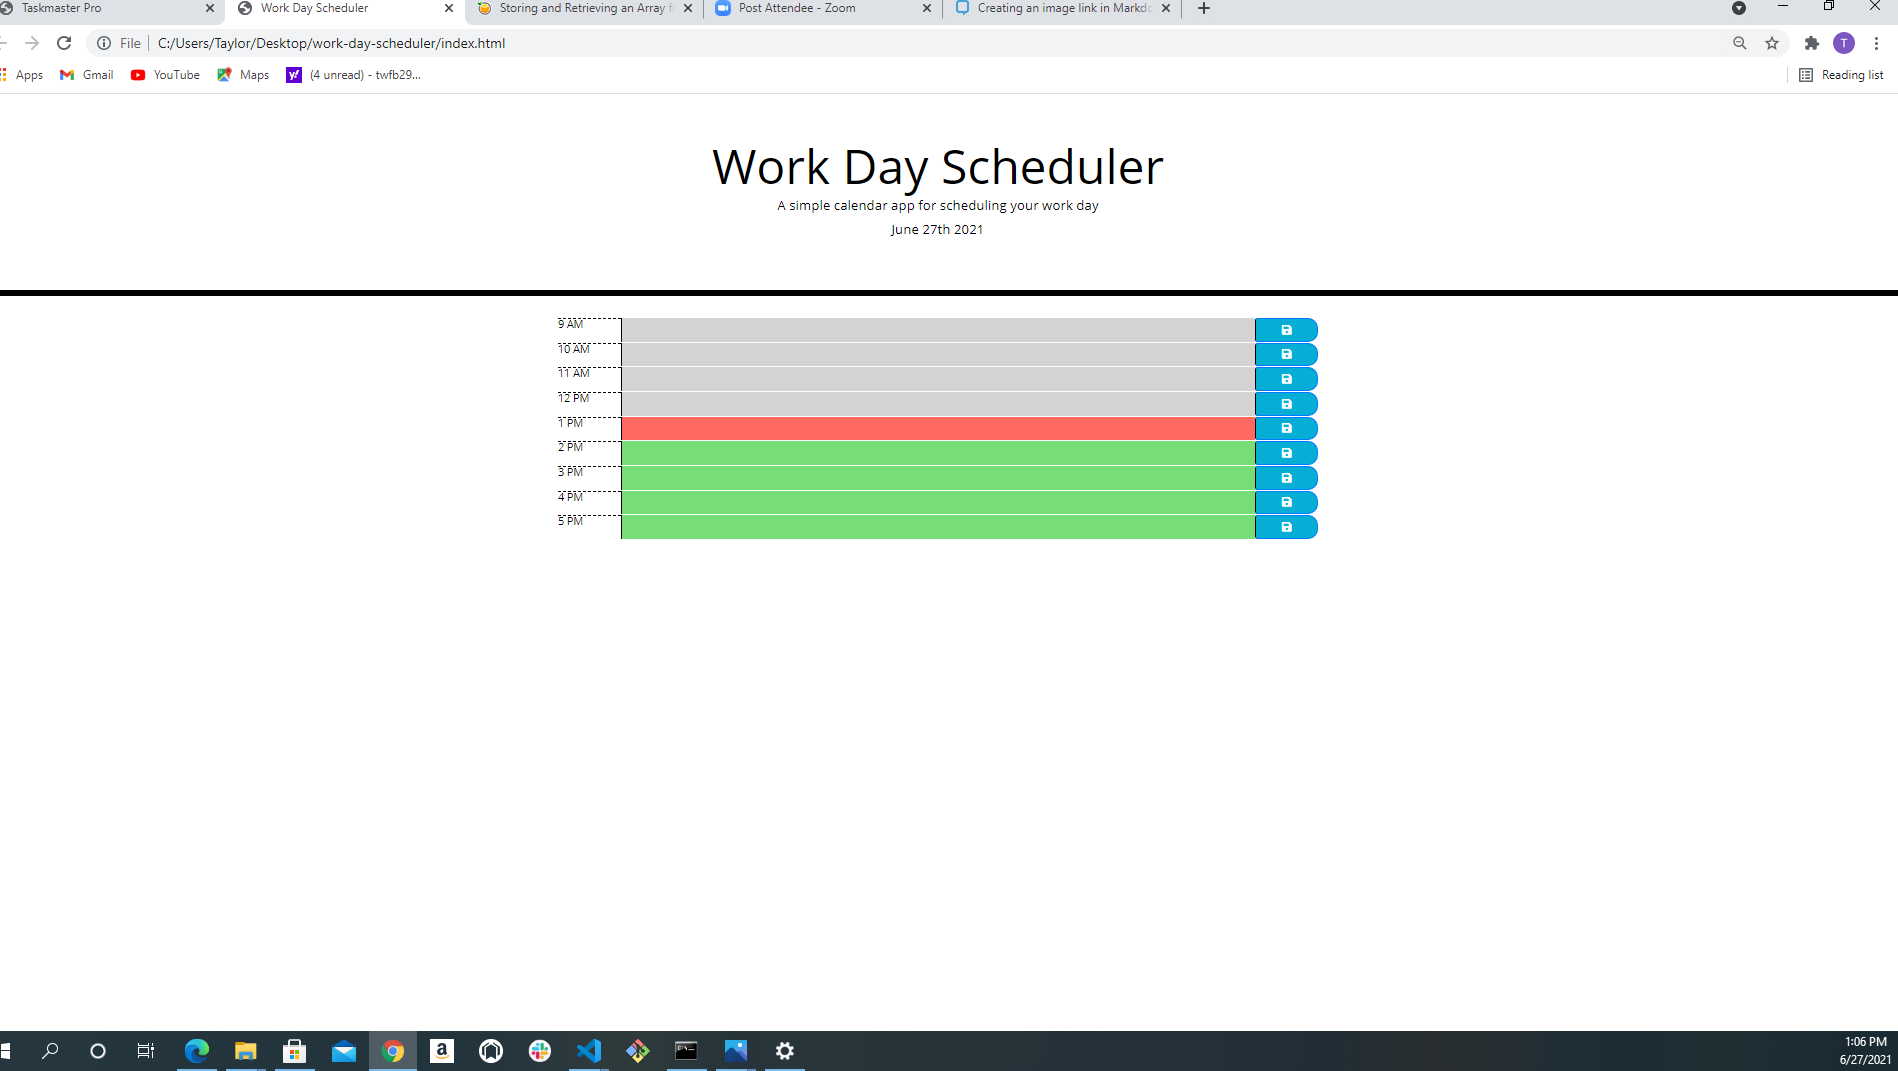 Taskmaster Pro
Work Day Scheduler
Storing and Retrieving an Array
Post Attendee - Zoom
Creating an image link in
File
C:/Users/Taylor/Desktop/work-day-scheduler/index.html
T
Apps
Gmail
YouTube
Maps
(4 unread) - twfb29...
Reading list
Work Day Scheduler
A simple calendar app for scheduling your work day
June 27th 2021
9 AM
10 AM
11 AM
12 PM
1 PM
2 PM
3 PM
4 PM
5 PM
1:06 PM
6/27/2021